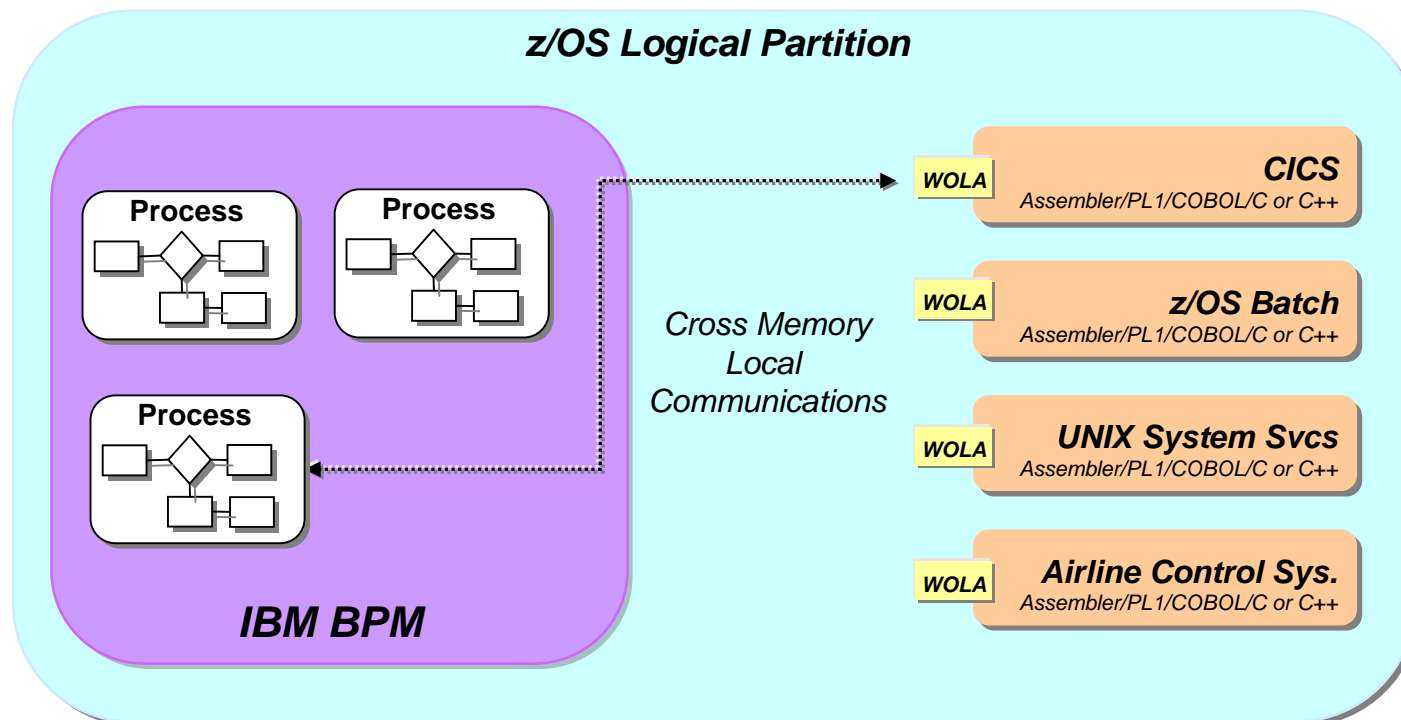 z/OS Logical Partition
Process
Process
Process
IBM BPM
Cross Memory
Local
Communications
WOLA
CICS
Assembler/PL1/COBOL/C or C++
WOLA
z/OS Batch
Assembler/PL1/COBOL/C or C++
WOLA
UNIX System Svcs
Assembler/PL1/COBOL/C or C++
WOLA
Airline Control Sys.
Assembler/PL1/COBOL/C or C++